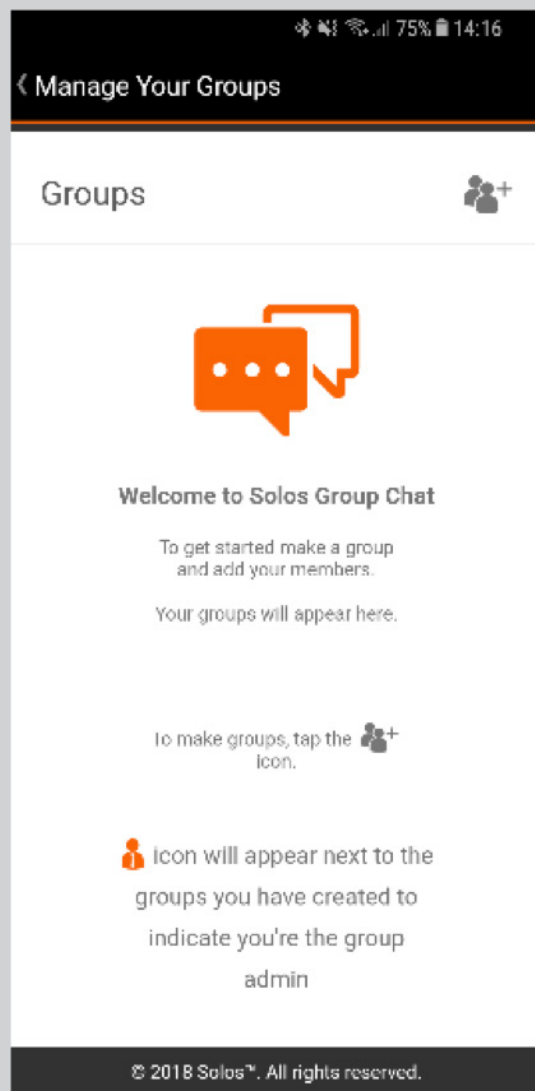 75% 14:16
Manage Your Groups
Groups
Welcome to Solos Group Chat
To get started make a group
and add your members.
Your groups will appear here.
To make groups, tap the
icon.
icon will appear next to the
groups you have created to
indicate you're the group
admin
© 2018 Solos™. All rights reserved.